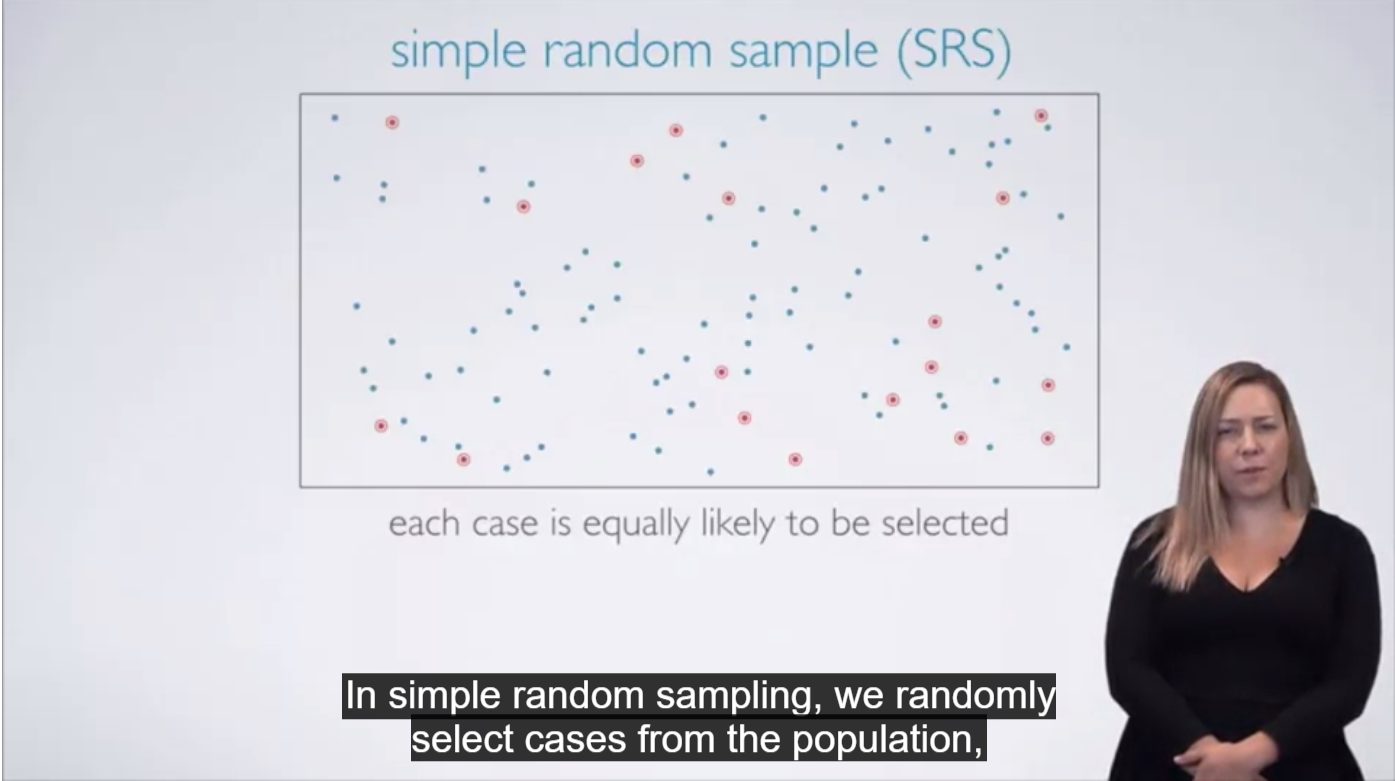 simple random sample (SRS)
each case is equally likely to be selected
In simple random sampling, we randomly
select cases from the population,